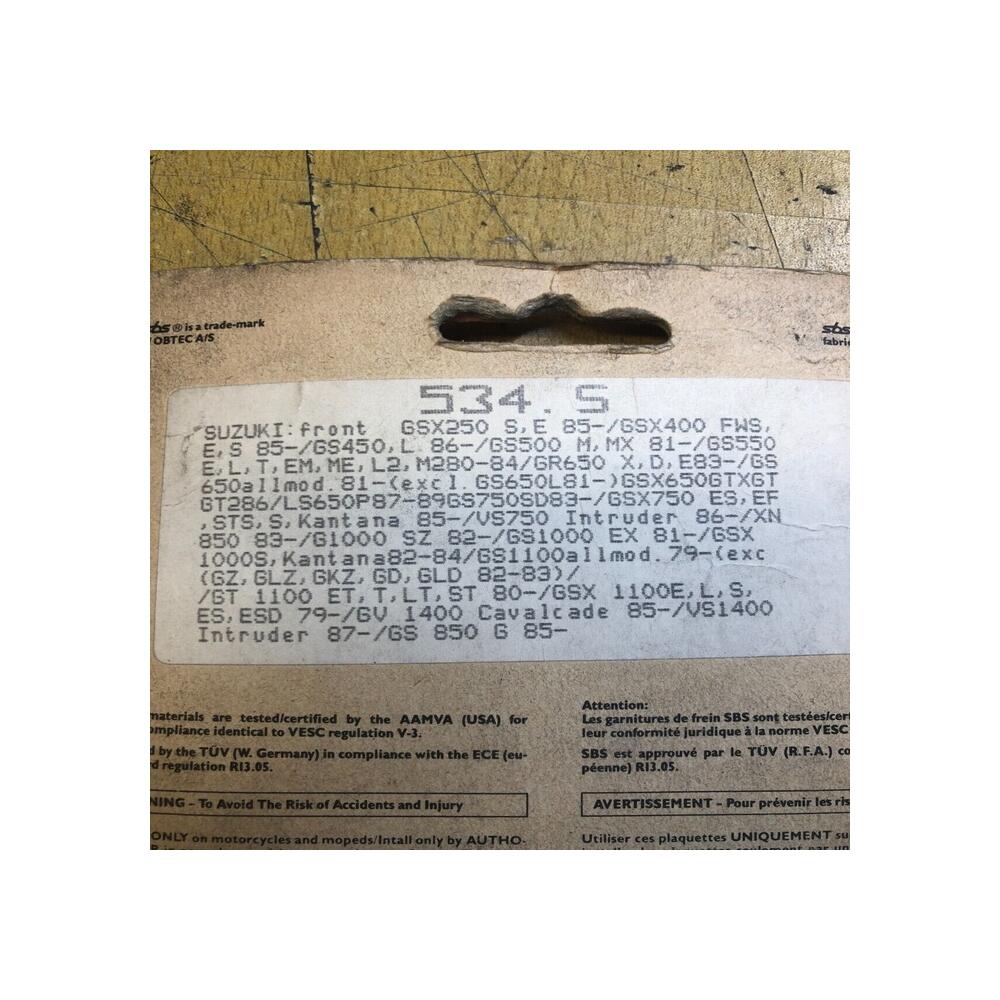 sbs ® is a trade-mark
OBTEC A/S
sbs
534.S
SUZUKI:front GSX250 S,E 85-/GSX400 FWS,
E,S 85-/GS450,L 86-/GS500 M,MX 81-/GS550
E,L,T,EM,ME,L2,M280-84/GR650 X,D,E83-/GS
650allmod.81-(excl.GS650L81-)GSX650GTXGT
GT286/LS650P87-89GS750SD83-/GSX750 ES,EF
,STS,S,Kantana 85-/VS750 Intruder 86-/XN
850 83-/G1000 SZ 82-/GS1000 EX 81-/GSX
1000S,Kantana82-84/GS1100allmod.79-(exc
(GZ,GLZ,GKZ,GD,GLD 82-83)/
/GT 1100 ET,T,LT,ST 80-/GSX 1100E,L,S,
ES,ESD 79-/GV 1400 Cavalcade 85-/VS1400
Intruder 87-/GS 850 G 85-
materials are tested/certified by the AAMVA (USA) for
ompliance identical to VESC regulation V-3.
d by the TÜV (W. Germany) in compliance with the ECE (eu-
d regulation R13.05.
NING - To Avoid The Risk of Accidents and Injury
ONLY on motorcycles and mopeds/Intall only by AUTHO-
Attention:
Les garnitures de frein SBS sont testées/cert
leur conformité juridique à la norme VESC
SBS est approuvé par le TÜV (R.F.A.) co
péenne) R13.05.
AVERTISSEMENT - Pour prévenir les ris
Utiliser ces plaquettes UNIQUEMENT su